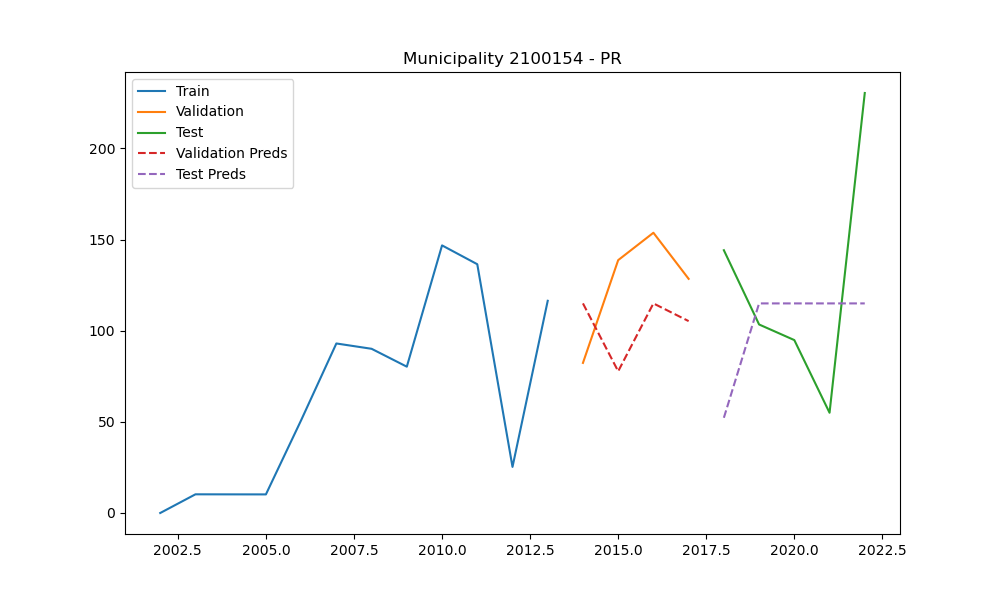 Municipality 2100154 - PR
Train
Validation
Test
Validation Preds
Test Preds
200
150
100
50
0
2002.5 2005.0 2007.5 2010.0 2012.5 2015.0 2017.5 2020.0 2022.5